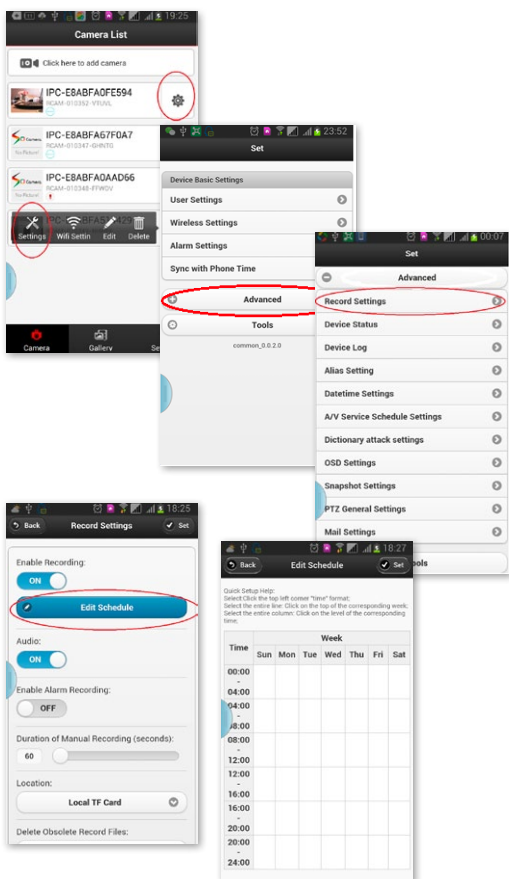 19:25
Camera List
Click here to add camera
IPC-E8ABFA0FE594
RCAM-010352-VTUVL
IPC-E8ABFA67F0A7
RCAM-010347-GHNTG
IPC-E8ABFA0AAD66
RCAM-010348-FFWDV
Settings Wifi Settin Edit Delete
Camera Gallery Se
23:52
Set
Device Basic Settings
User Settings
Wireless Settings
Alarm Settings
Sync with Phone Time
Advanced
Tools
common_0.0.2.0
00:07
Set
Advanced
Record Settings
Device Status
Device Log
Alias Setting
Datetime Settings
A/V Service Schedule Settings
Dictionary attack settings
OSD Settings
Snapshot Settings
PTZ General Settings
Mail Settings
ools
18:25
Back Record Settings Set
Enable Recording:
ON
Edit Schedule
Audio:
ON
Enable Alarm Recording:
OFF
Duration of Manual Recording (seconds):
60
Location:
Local TF Card
Delete Obsolete Record Files:
18:27
Back Edit Schedule Set
Quick Setup Help:
Select Click the top left corner "time" format;
Select the entire line: Click on the top of the corresponding week;
Select the entire column: Click on the level of the corresponding
time;
Week
Time Sun Mon Tue Wed Thu Fri Sat
00:00
-
04:00
04:00
-
08:00
08:00
-
12:00
12:00
-
16:00
16:00
-
20:00
20:00
-
24:00